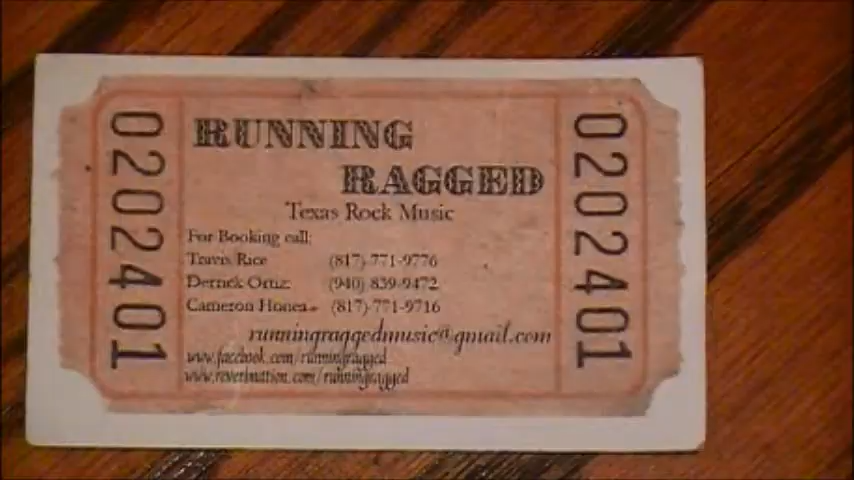 0202401
RUNNING
RAGGED
Texas Rock Music
For Booking call:
Travis Rice (817)-771-9776
Derrick Ortiz: (940) 839-9472
Cameron (817)-771-9716
runningraggedmusic@gmail.com
www.facebook.com/runningragged
www.reverbnation.com/runningragged
0202401